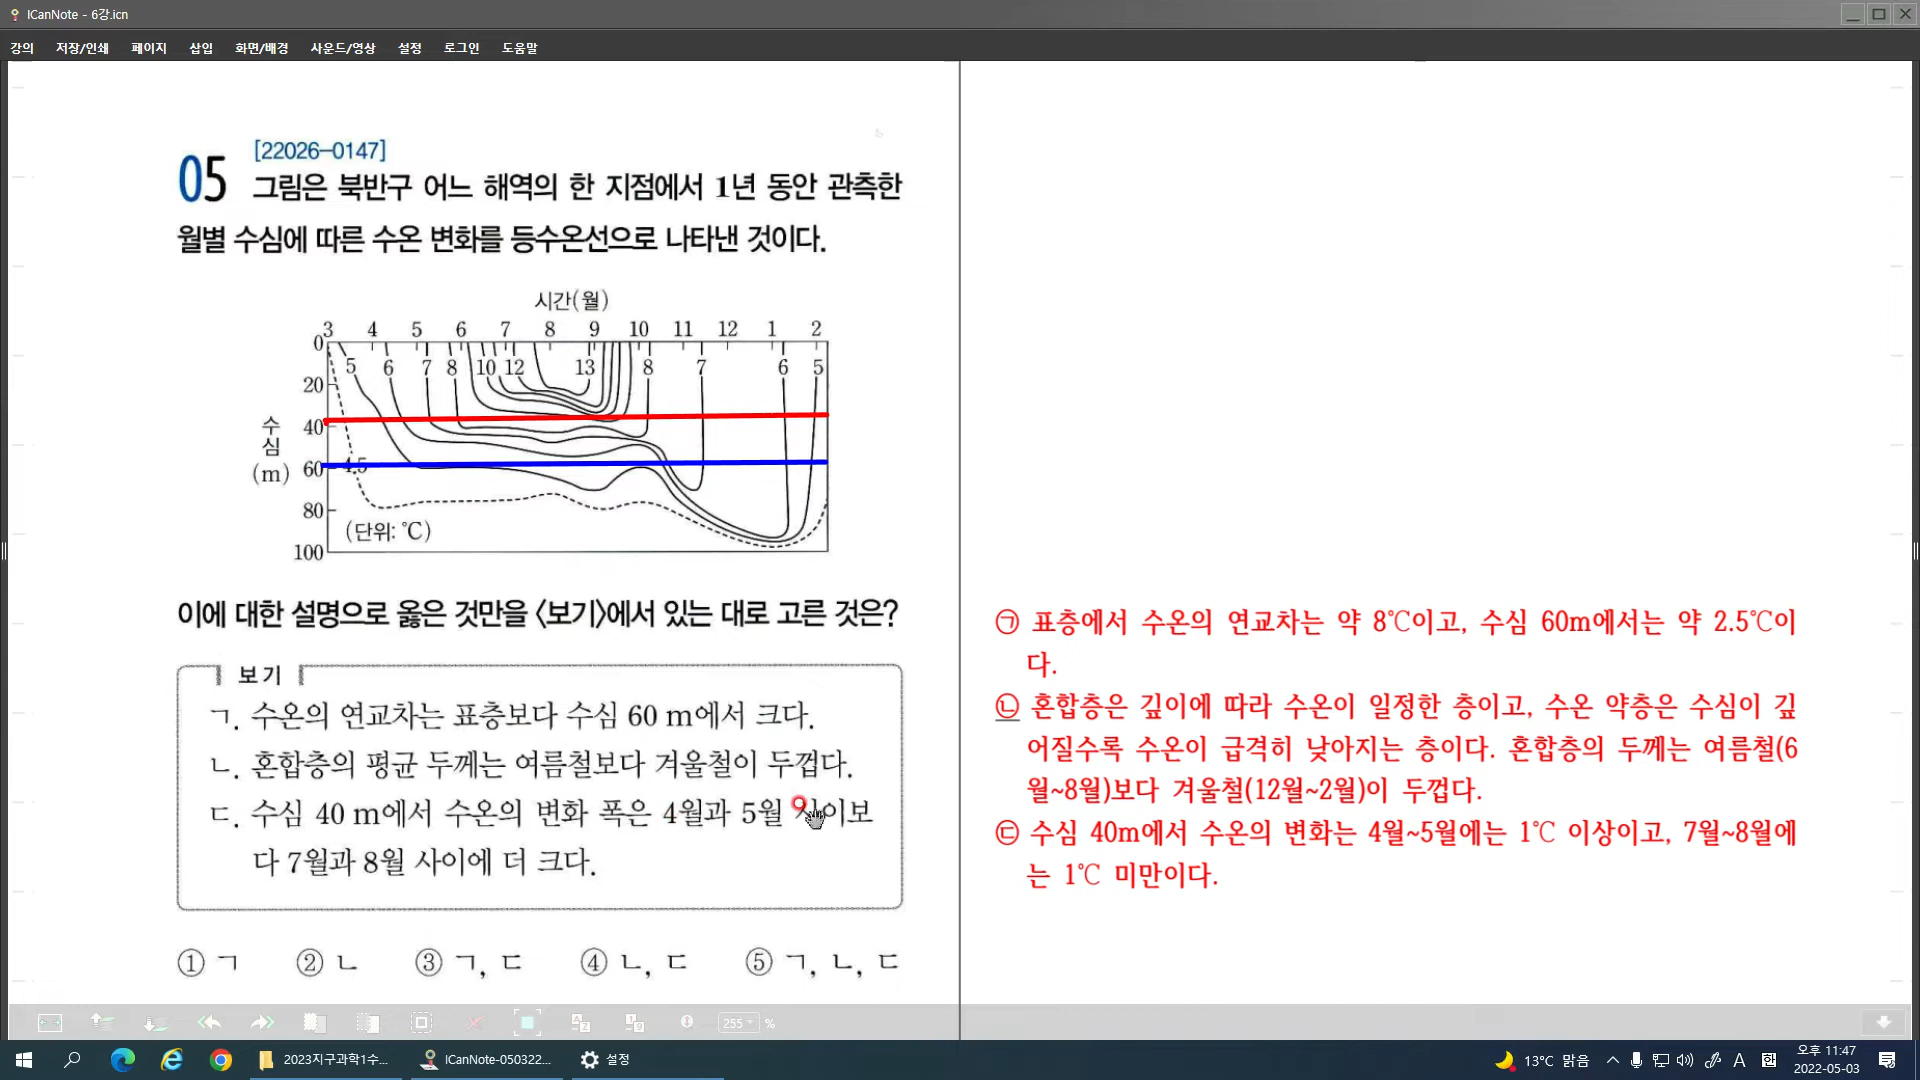 ICanNote - 6강.icn
강의 저장/인쇄 페이지 삽입 화면/배경 사운드/영상 설정 로그인 도움말
[22026-0147]
05 그림은 북반구 어느 해역의 한 지점에서 1년 동안 관측한
월별 수심에 따른 수온 변화를 등수온선으로 나타낸 것이다.
시간(월)
3 4 5 6 7 8 9 10 11 12 1 2
0
5 6 7 8 10 12 13 8 7 6 5
20
수심(m)
40
60
4.5
80
(단위: ℃)
100
이에 대한 설명으로 옳은 것만을 〈보기〉에서 있는 대로 고른 것은?
보기
ㄱ. 수온의 연교차는 표층보다 수심 60 m에서 크다.
ㄴ. 혼합층의 평균 두께는 여름철보다 겨울철이 두껍다.
ㄷ. 수심 40 m에서 수온의 변화 폭은 4월과 5월 사이보
다 7월과 8월 사이에 더 크다.
① ㄱ ② ㄴ ③ ㄱ, ㄷ ④ ㄴ, ㄷ ⑤ ㄱ, ㄴ, ㄷ
㉠ 표층에서 수온의 연교차는 약 8℃이고, 수심 60m에서는 약 2.5℃이
다.
㉡ 혼합층은 깊이에 따라 수온이 일정한 층이고, 수온 약층은 수심이 깊
어질수록 수온이 급격히 낮아지는 층이다. 혼합층의 두께는 여름철(6
월~8월)보다 겨울철(12월~2월)이 두껍다.
㉢ 수심 40m에서 수온의 변화는 4월~5월에는 1℃ 이상이고, 7월~8월에
는 1℃ 미만이다.
255 %
2023지구과학1수... ICanNote-050322... 설정
13℃ 맑음 A 한 오후 11:47
2022-05-03